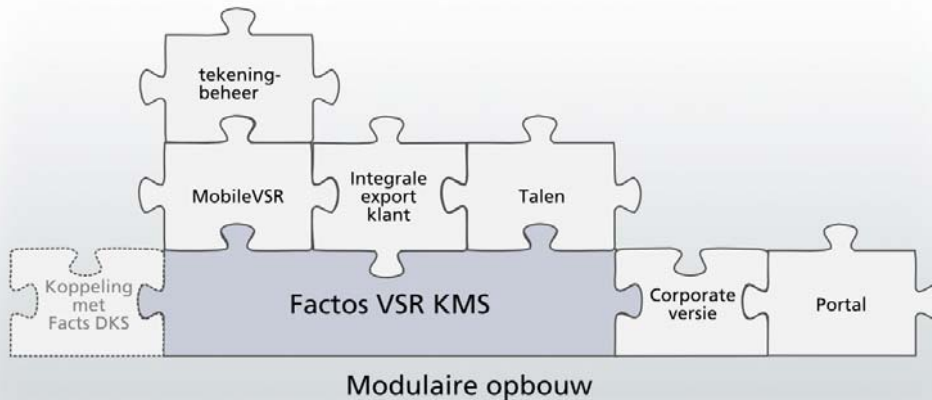 tekening-
beheer
MobileVSR
Integrale
export
klant
Talen
Koppeling
met
Facts DKS
Factos VSR KMS
Corporate
versie
Portal
Modulaire opbouw